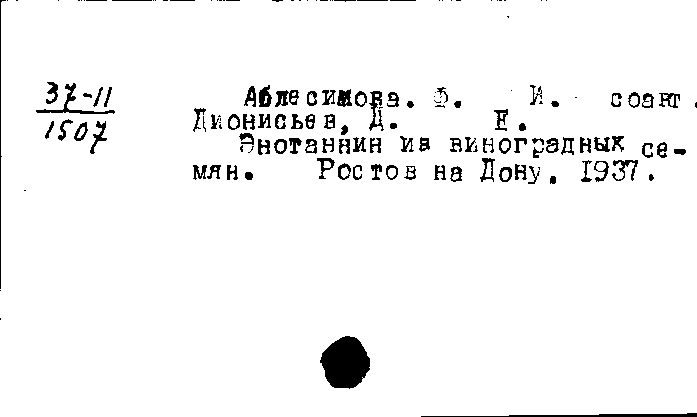 37-11
1507
Аблесимова. Ф. И. соавт.
Дионисьев, Д. Е.
Энотаннин из виноградных се-
мян. Ростов на Дону. 1937.